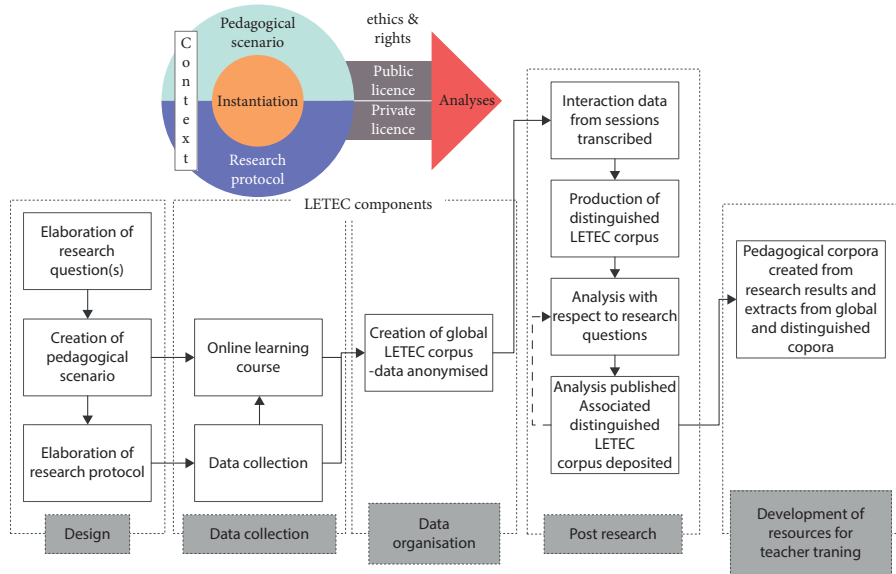 Pedagogical
scenario
ethics &
rights
Context
Instantiation
Public
licence
Private
licence
Analyses
Research
protocol
LETEC components
Elaboration of
research
question(s)
Creation of
pedagogical
scenario
Elaboration of
research protocol
Design
Online learning
course
Data collection
Data collection
Creation of global
LETEC corpus
-data anonymised
Data
organisation
Interaction data
from sessions
transcribed
Production of
distinguished
LETEC corpus
Analysis with
respect to research
questions
Analysis published
Associated
distinguished
LETEC
corpus deposited
Post research
Pedagogical corpora
created from
research results and
extracts from global
and distinguished
copora
Development of
resources for
teacher traning